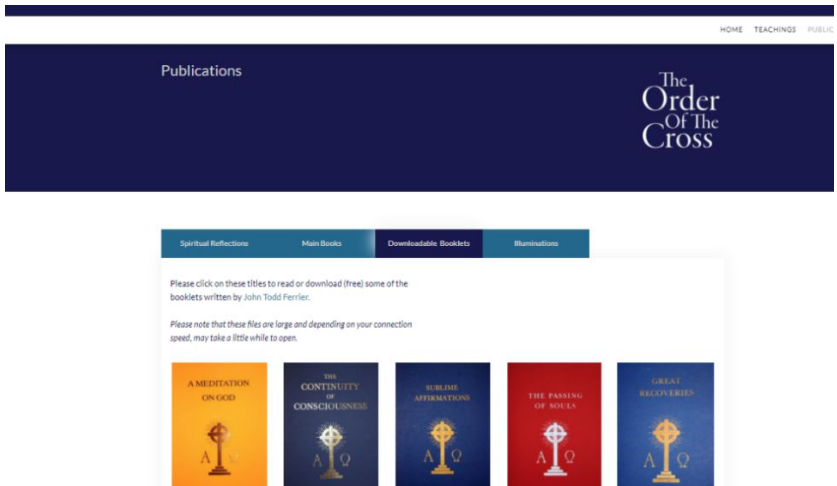 HOME TEACHINGS PUBLIC
Publications
The
Order
Of The
Cross
Spiritual Reflections Main Books Downloadable Booklets Illuminations
Please click on these titles to read or download (free) some of the
booklets written by John Todd Ferrier.
Please note that these files are large and depending on your connection
speed, may take a little while to open.
A MEDITATION
ON GOD
Α Ω
THE
CONTINUITY
OF
CONSCIOUSNESS
Α Ω
SUBLIME
AFFIRMATIONS
Α Ω
THE PASSING
OF SOULS
Α Ω
GREAT
RECOVERIES
Α Ω